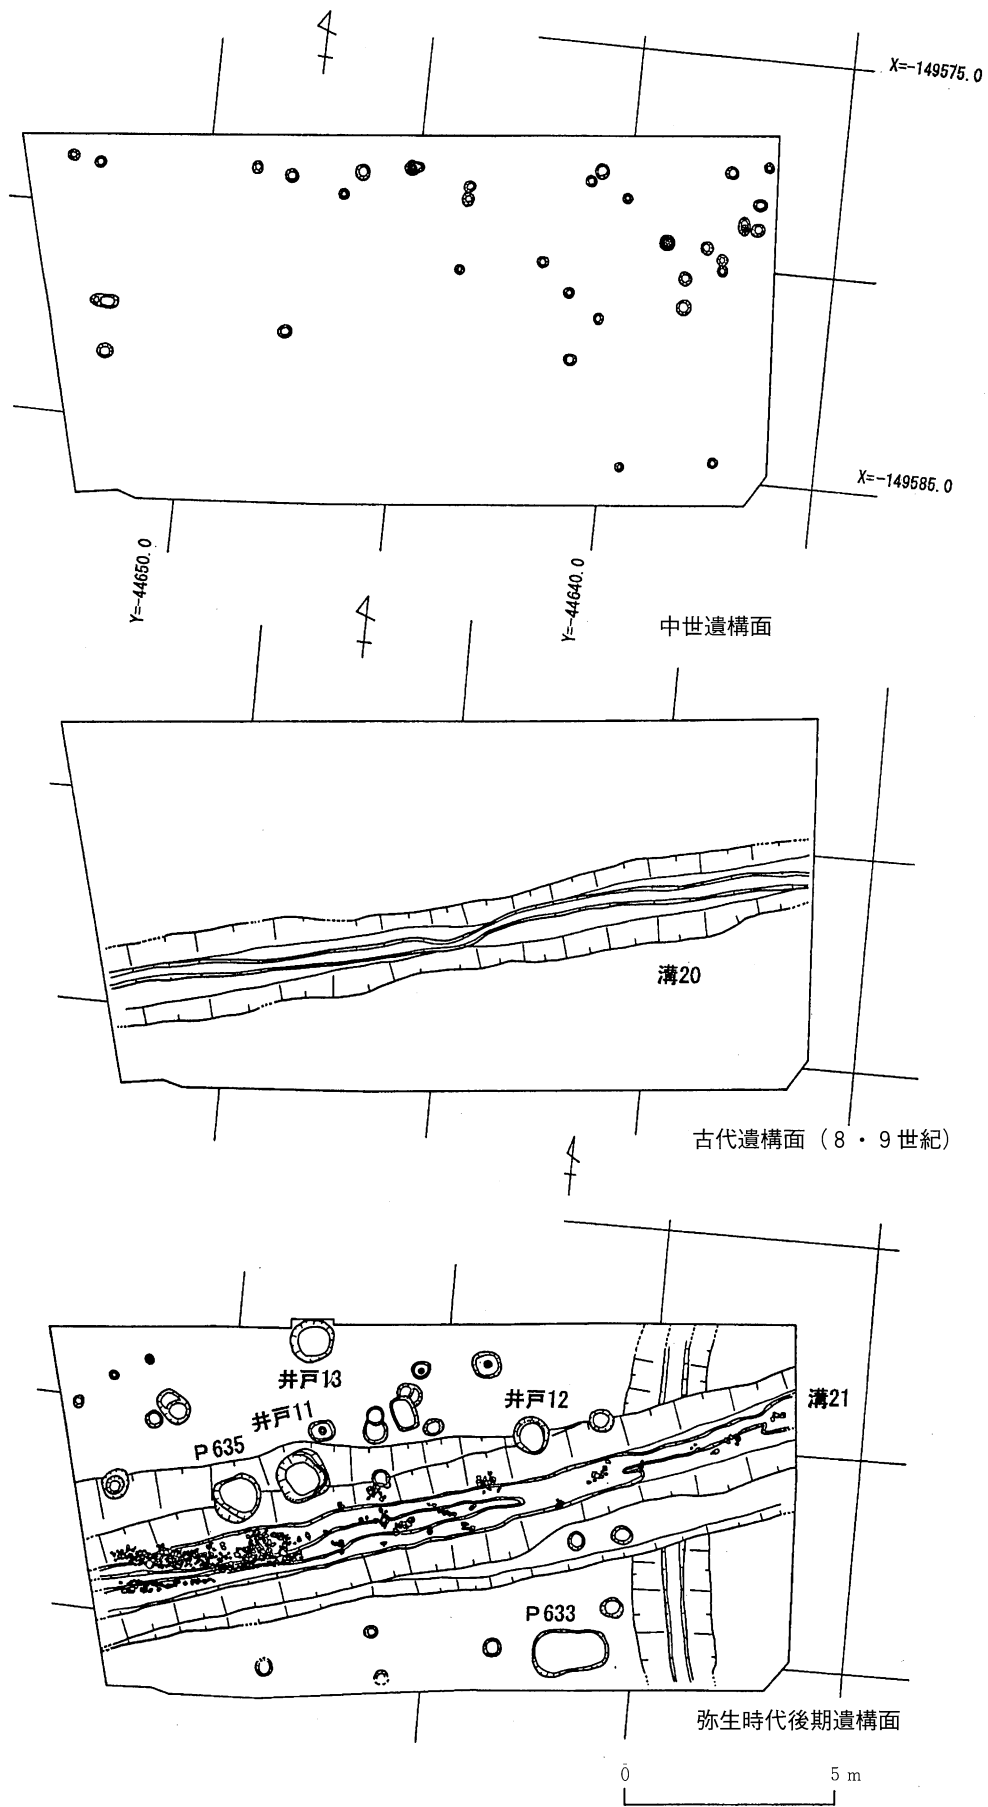 X=-149575.0
X=-149585.0
Y=-44650.0
Y=-44640.0
中世遺構面
溝20
古代遺構面（８・９世紀）
井戸13
井戸12
溝21
井戸11
Ｐ635
Ｐ633
弥生時代後期遺構面
0 5 m